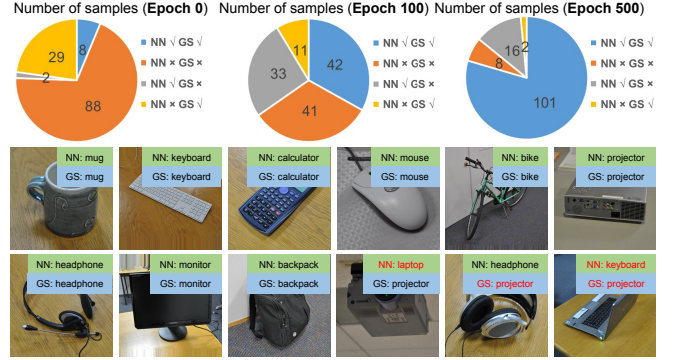 Number of samples (Epoch 0)
8
29
2
88
NN √ GS √
NN × GS ×
NN √ GS ×
NN × GS √
Number of samples (Epoch 100)
11
42
33
41
NN √ GS √
NN × GS ×
NN √ GS ×
NN × GS √
Number of samples (Epoch 500)
2
16
8
101
NN √ GS √
NN × GS ×
NN √ GS ×
NN × GS √
NN: mug
GS: mug
NN: keyboard
GS: keyboard
NN: calculator
GS: calculator
NN: mouse
GS: mouse
NN: bike
GS: bike
NN: projector
GS: projector
NN: headphone
GS: headphone
NN: monitor
GS: monitor
NN: backpack
GS: backpack
NN: laptop
GS: projector
NN: headphone
GS: projector
NN: keyboard
GS: projector